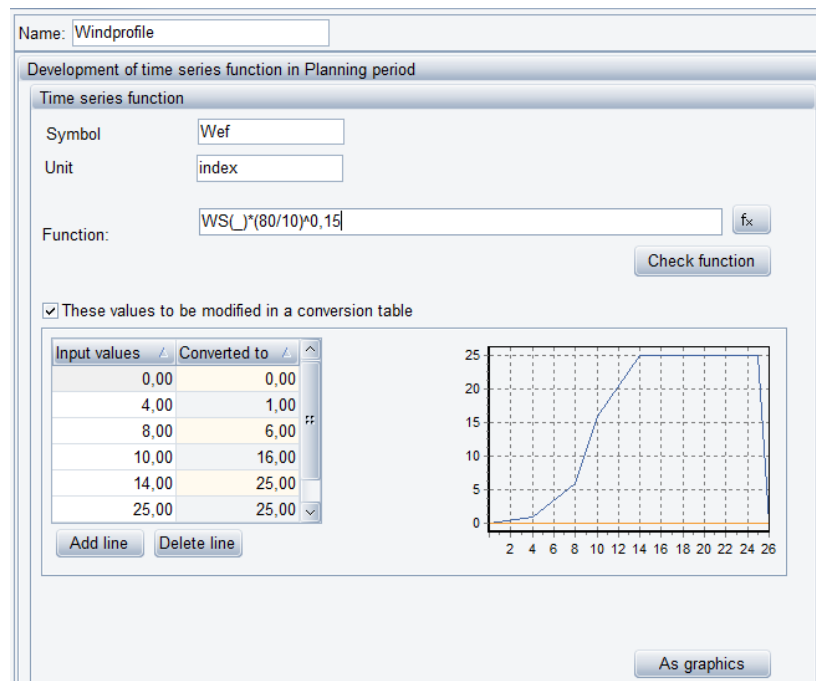 Name: Windprofile
Development of time series function in Planning period
Time series function
Symbol Wef
Unit index
Function: WS(_)*(80/10)^0,15 fx
Check function
These values to be modified in a conversion table
Input values Converted to
0,00 0,00
4,00 1,00
8,00 6,00
10,00 16,00
14,00 25,00
25,00 25,00
Add line Delete line
25
20
15
10
5
0
2 4 6 8 10 12 14 16 18 20 22 24 26
As graphics